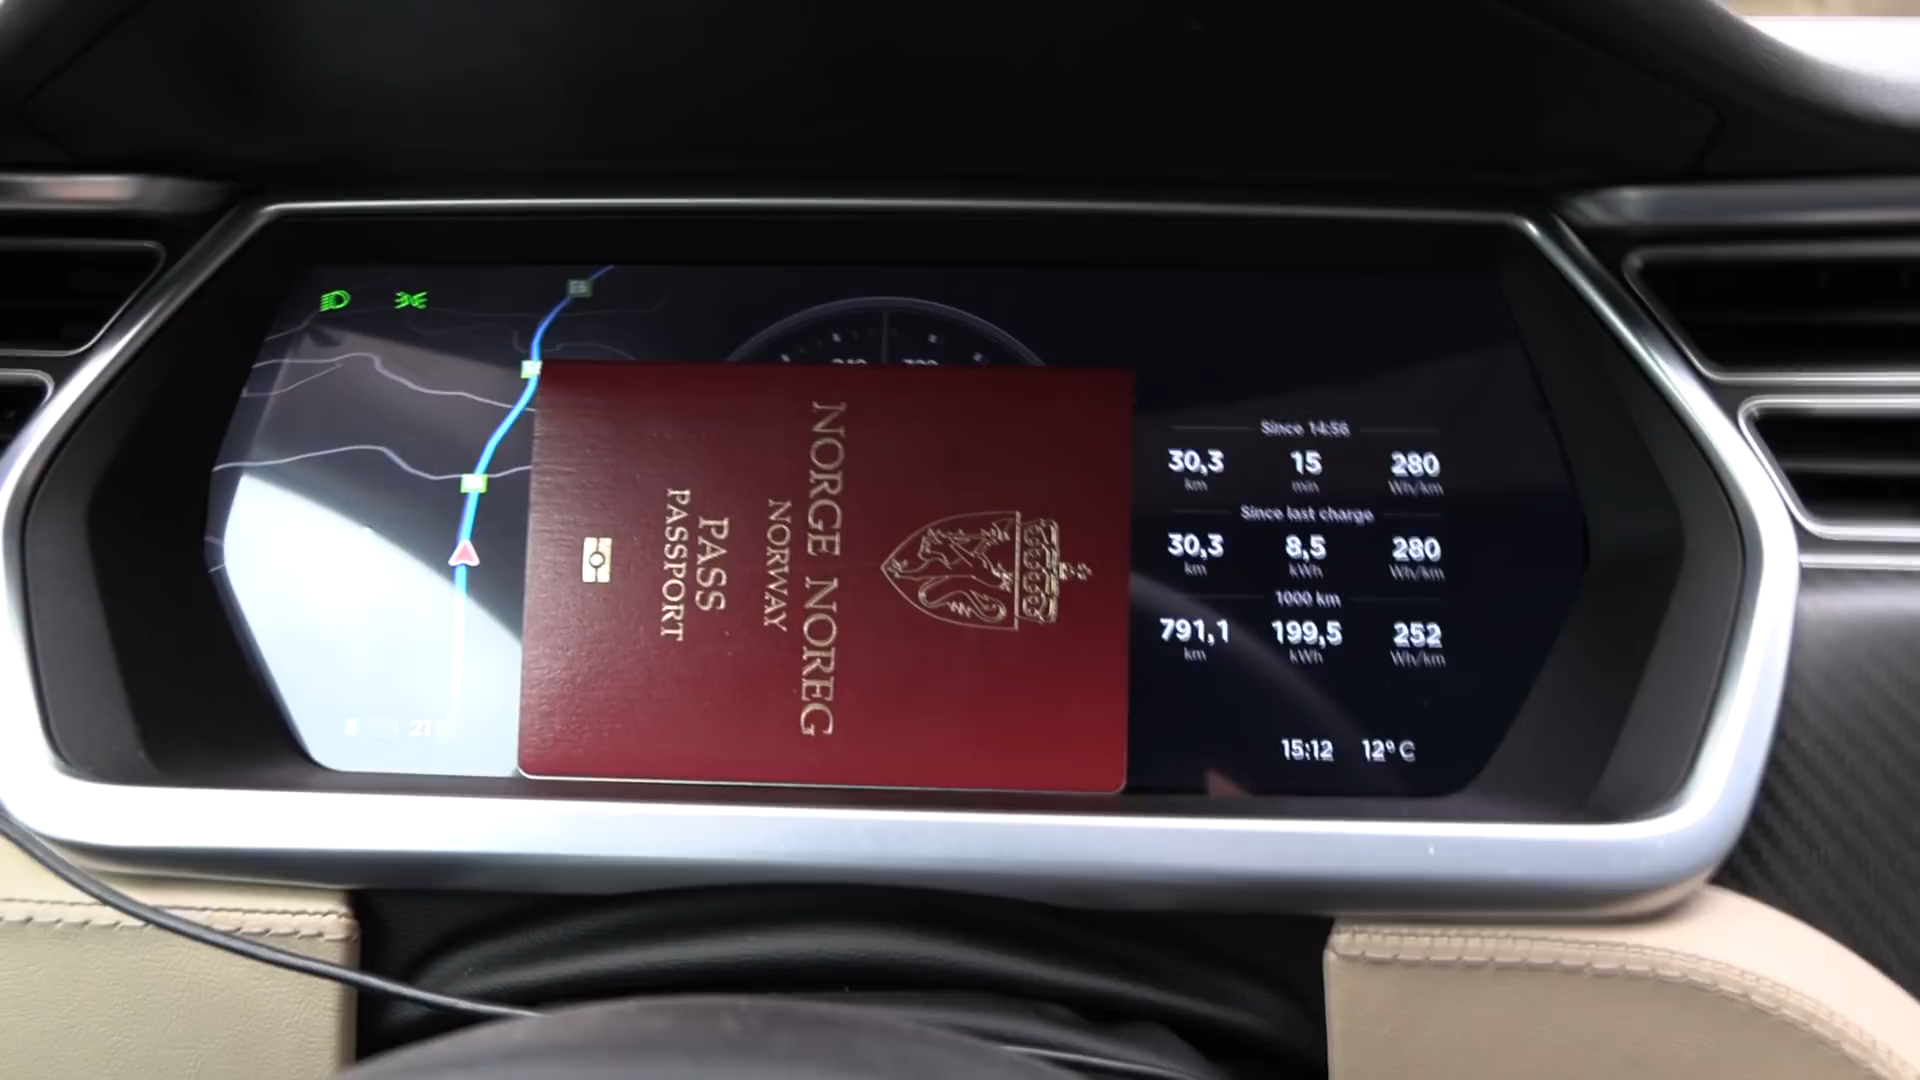 E6
NORGE NOREG
NORWAY
PASS
PASSPORT
Since 14:56
30,3 15 280
km min Wh/km
Since last charge
30,3 8,5 280
km kWh Wh/km
1000 km
791,1 199,5 252
km kWh Wh/km
15:12 12°C